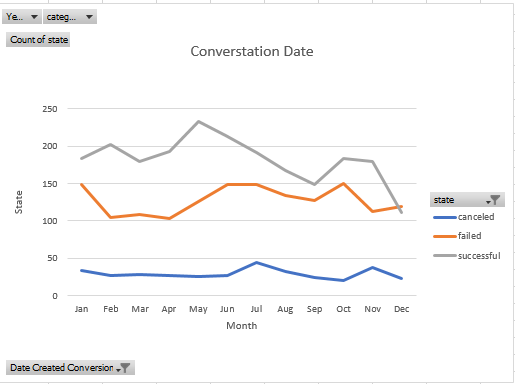 Ye... categ...
Count of state
Converstation Date
250
200
150
100
50
0
State
Jan Feb Mar Apr May Jun Jul Aug Sep Oct Nov Dec
Month
state
canceled
failed
successful
Date Created Conversion